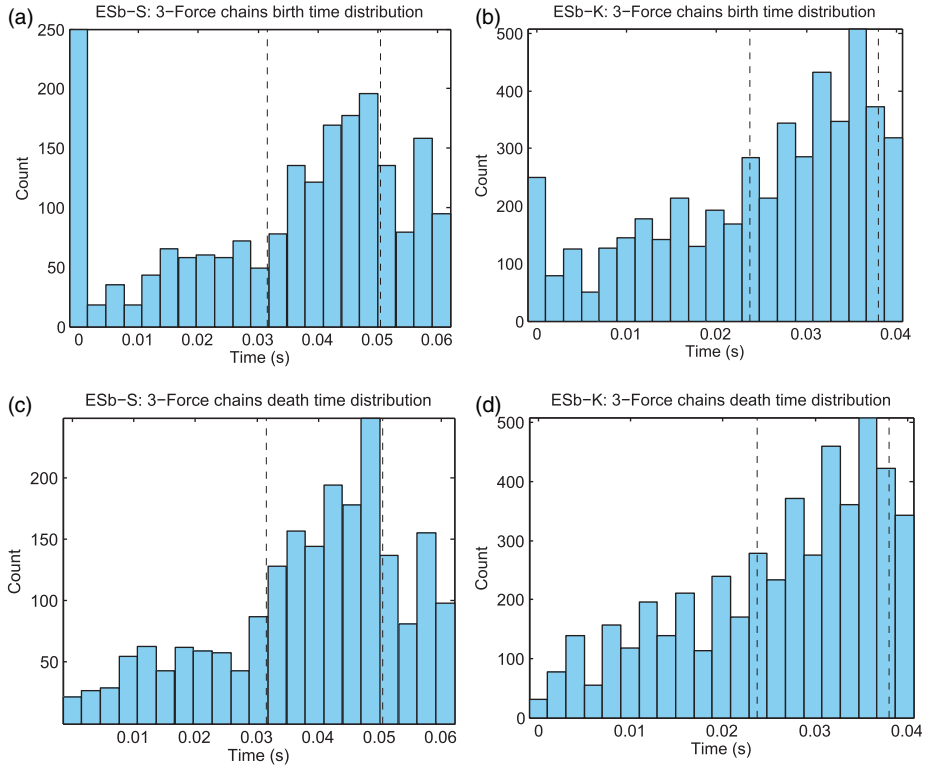 (a)
ESb−S: 3−Force chains birth time distribution
250
200
150
100
50
0
Count
0 0.01 0.02 0.03 0.04 0.05 0.06
Time (s)
(b)
ESb−K: 3−Force chains birth time distribution
500
400
300
200
100
0
Count
0 0.01 0.02 0.03 0.04
Time (s)
(c)
ESb−S: 3−Force chains death time distribution
200
150
100
50
Count
0.01 0.02 0.03 0.04 0.05 0.06
Time (s)
(d)
ESb−K: 3−Force chains death time distribution
500
400
300
200
100
0
Count
0 0.01 0.02 0.03 0.04
Time (s)